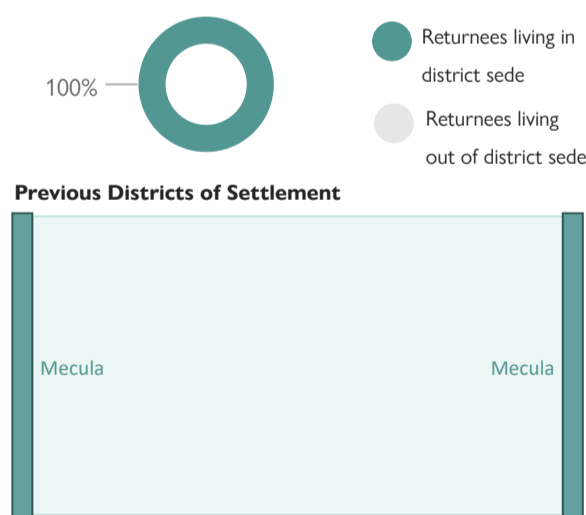 100%
Returnees living in
district sede
Returnees living
out of district sede
Previous Districts of Settlement
Mecula
Mecula